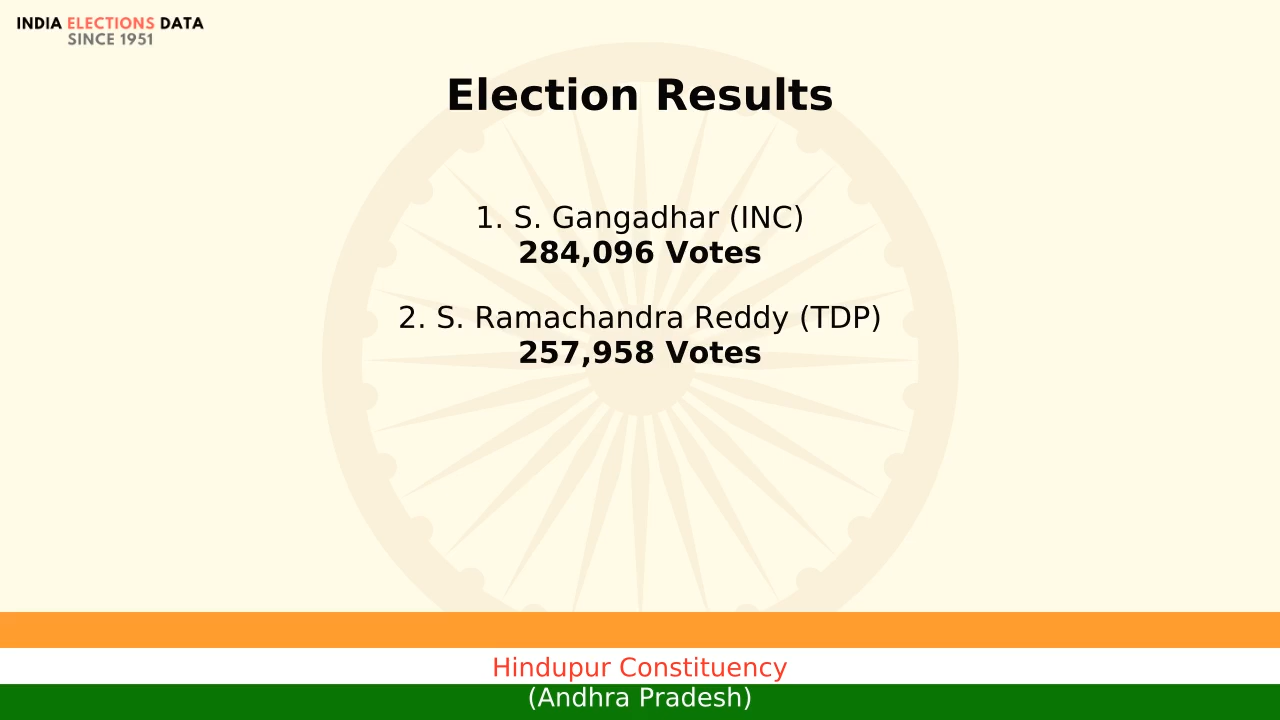 INDIA ELECTIONS DATA
SINCE 1951
Election Results
1. S. Gangadhar (INC)
284,096 Votes
2. S. Ramachandra Reddy (TDP)
257,958 Votes
Hindupur Constituency
(Andhra Pradesh)